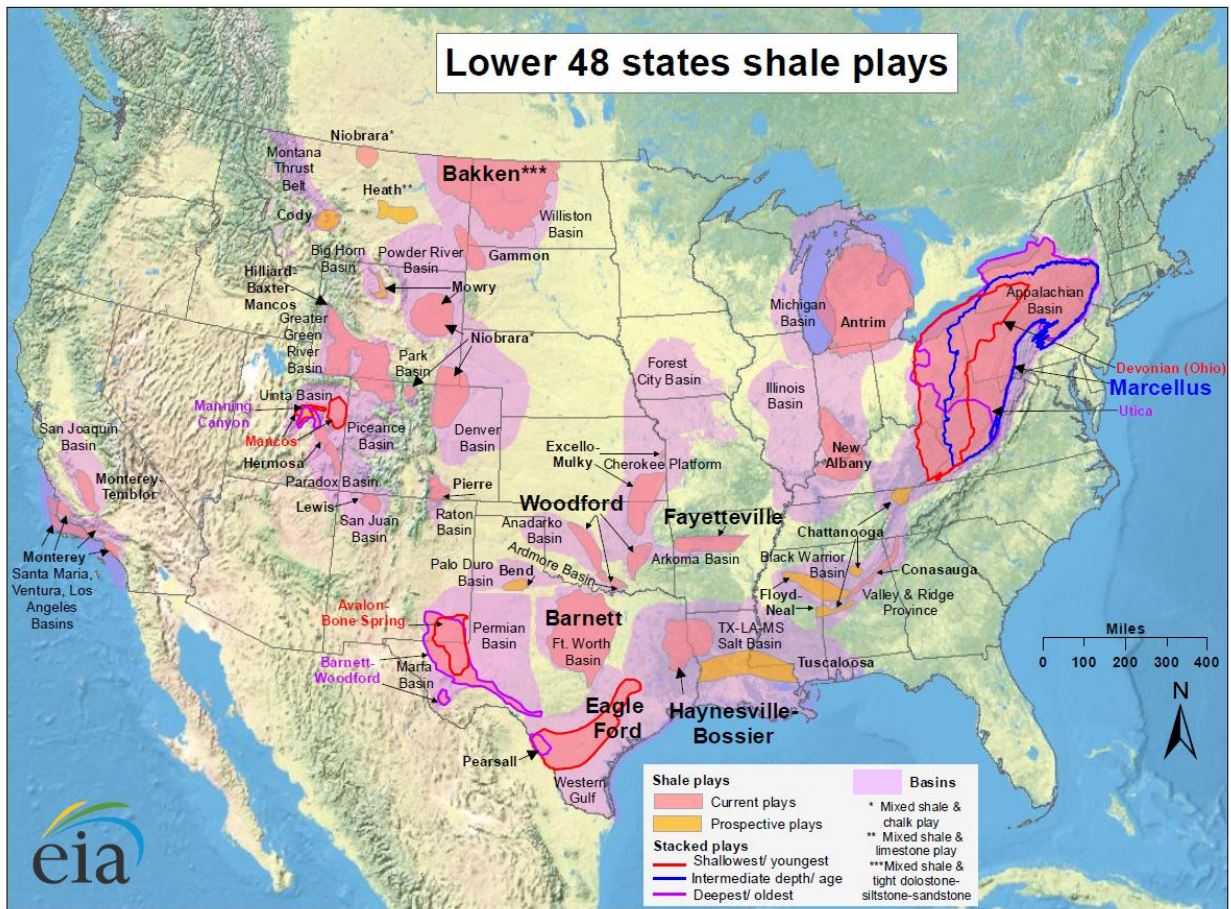 Lower 48 states shale plays
Niobrara*
Montana
Thrust
Belt
Bakken***
Heath**
Cody
Williston
Basin
Big Horn
Basin
Powder River
Basin
Gammon
Hilliard-
Baxter-
Mancos
Mowry
Greater
Green
River
Basin
Niobrara*
Park
Basin
Michigan
Basin
Antrim
Appalachian
Basin
Devonian (Ohio)
Marcellus
Utica
Forest
City Basin
Illinois
Basin
Uinta Basin
Manning
Canyon
Mancos
Piceance
Basin
Denver
Basin
San Joaquin
Basin
Hermosa
Excello-
Mulky
Cherokee Platform
New
Albany
Monterey-
Temblor
Paradox Basin
Pierre
Lewis
San Juan
Basin
Raton
Basin
Woodford
Anadarko
Basin
Fayetteville
Arkoma Basin
Chattanooga
Black Warrior
Basin
Conasauga
Monterey
Santa Maria,
Ventura, Los
Angeles
Basins
Palo Duro
Basin
Bend
Ardmore Basin
Floyd-
Neal
Valley & Ridge
Province
Avalon-
Bone Spring
Permian
Basin
Barnett
Ft. Worth
Basin
TX-LA-MS
Salt Basin
Tuscaloosa
Barnett-
Woodford
Marfa
Basin
Eagle
Ford
Haynesville-
Bossier
Pearsall
Western
Gulf
Miles
0 100 200 300 400
N
Shale plays
Current plays
Prospective plays
Stacked plays
Shallowest/ youngest
Intermediate depth/ age
Deepest/ oldest
Basins
* Mixed shale &
chalk play
** Mixed shale &
limestone play
***Mixed shale &
tight dolostone-
siltstone-sandstone
eia